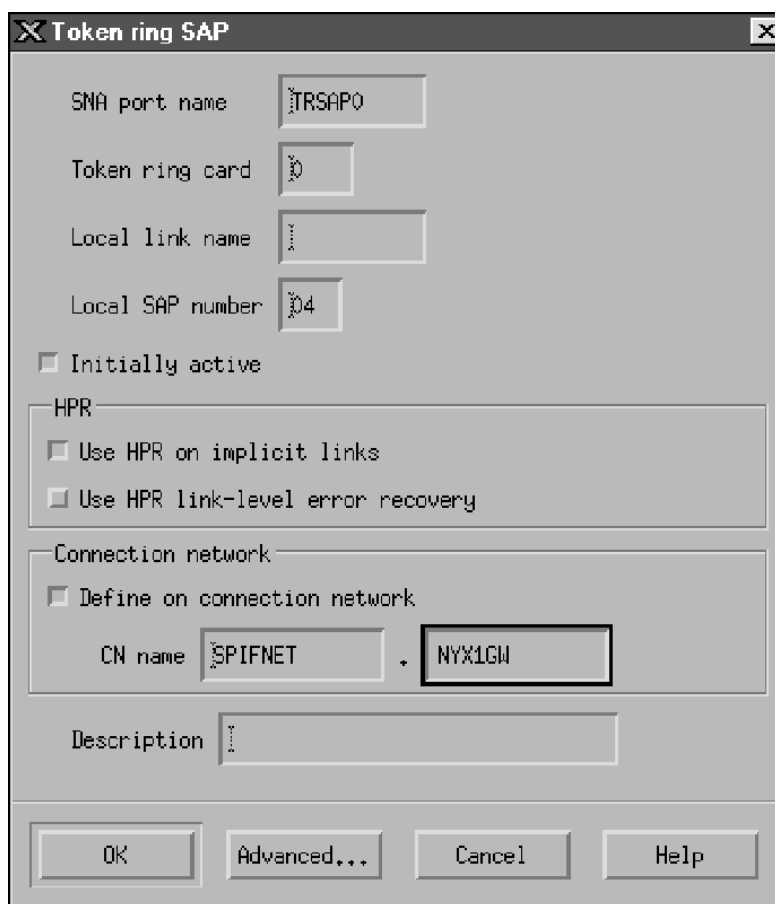 Token ring SAP
SNA port name TRSAP0
Token ring card 0
Local link name
Local SAP number 04
Initially active
HPR
Use HPR on implicit links
Use HPR link-level error recovery
Connection network
Define on connection network
CN name SPIFNET . NYX1GW
Description
OK Advanced... Cancel Help